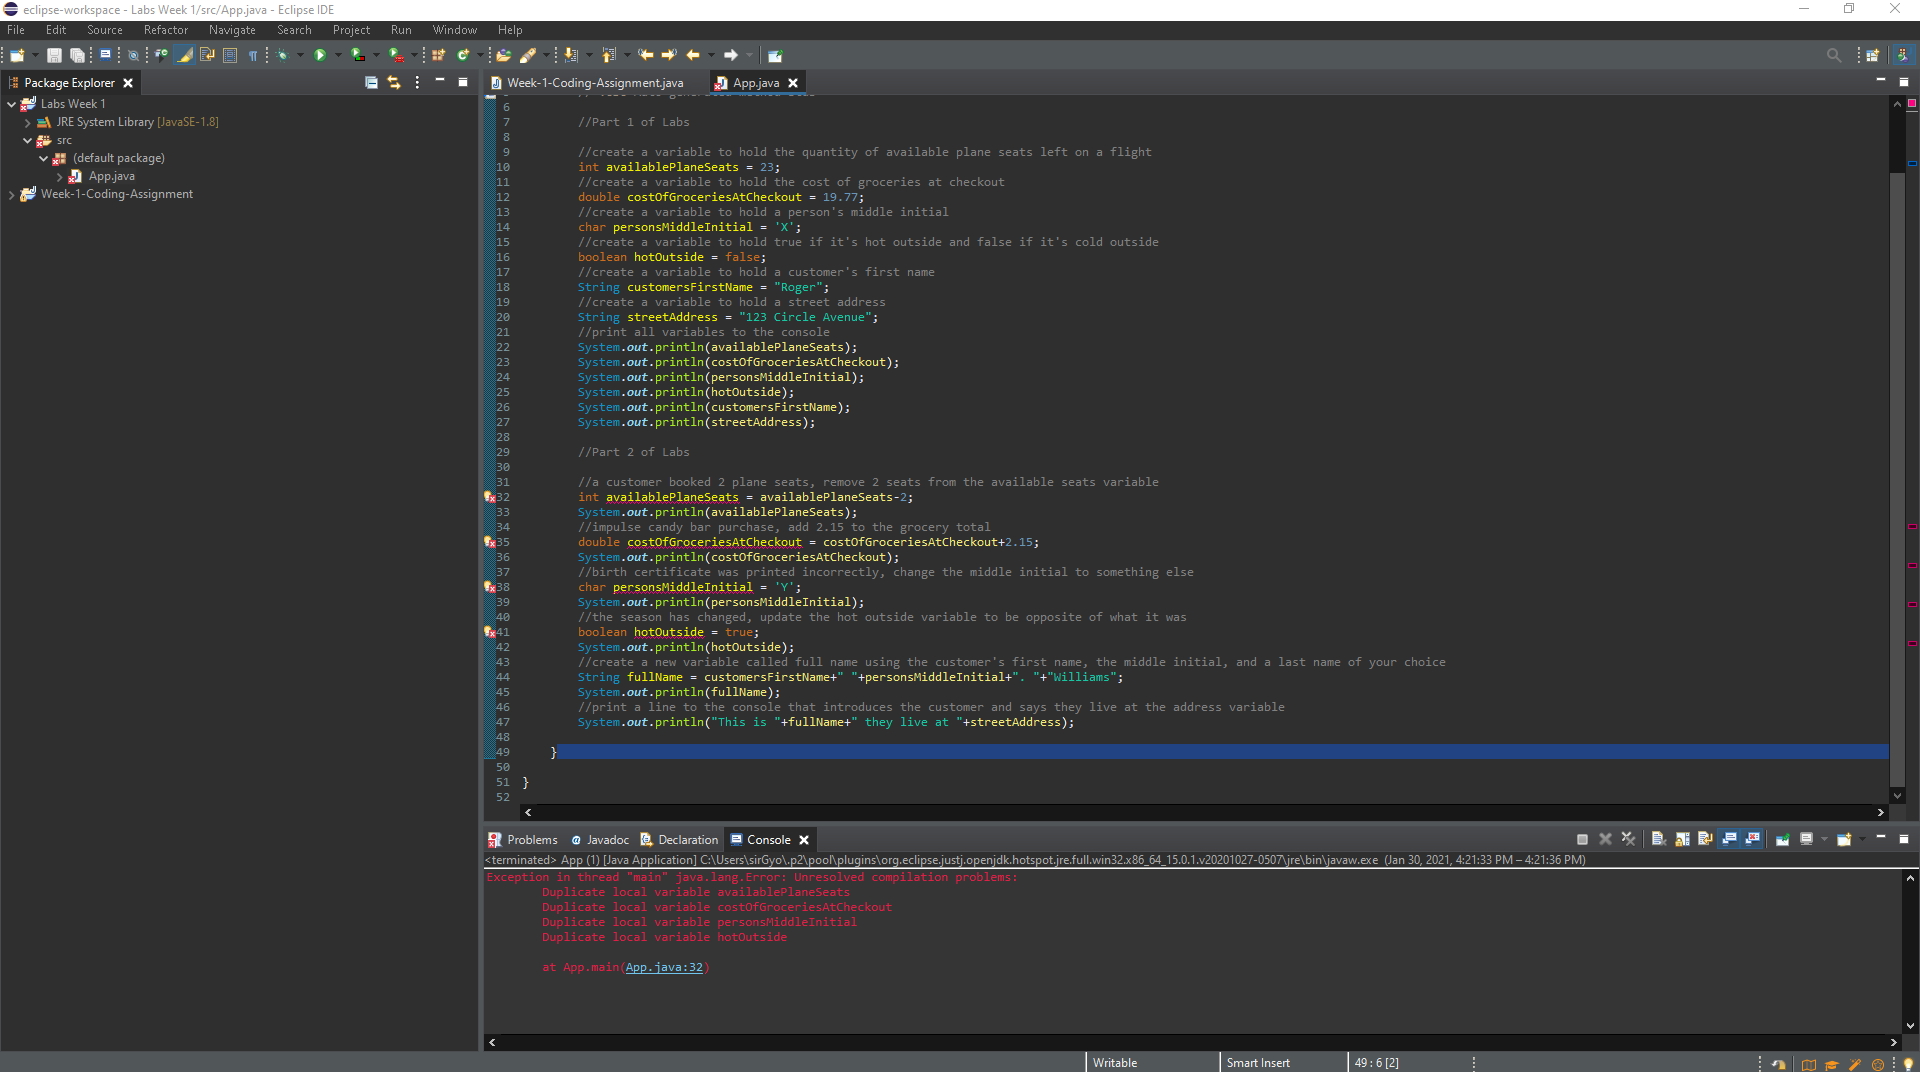 eclipse-workspace - Labs Week 1/src/App.java - Eclipse IDE
File Edit Source Refactor Navigate Search Project Run Window Help
Package Explorer
Labs Week 1
JRE System Library [JavaSE-1.8]
src
(default package)
App.java
Week-1-Coding-Assignment
Week-1-Coding-Assignment.java App.java
6
7 //Part 1 of Labs
8
9 //create a variable to hold the quantity of available plane seats left on a flight
10 int availablePlaneSeats = 23;
11 //create a variable to hold the cost of groceries at checkout
12 double costOfGroceriesAtCheckout = 19.77;
13 //create a variable to hold a person's middle initial
14 char personsMiddleInitial = 'X';
15 //create a variable to hold true if it's hot outside and false if it's cold outside
16 boolean hotOutside = false;
17 //create a variable to hold a customer's first name
18 String customersFirstName = "Roger";
19 //create a variable to hold a street address
20 String streetAddress = "123 Circle Avenue";
21 //print all variables to the console
22 System.out.println(availablePlaneSeats);
23 System.out.println(costOfGroceriesAtCheckout);
24 System.out.println(personsMiddleInitial);
25 System.out.println(hotOutside);
26 System.out.println(customersFirstName);
27 System.out.println(streetAddress);
28
29 //Part 2 of Labs
30
31 //a customer booked 2 plane seats, remove 2 seats from the available seats variable
32 int availablePlaneSeats = availablePlaneSeats-2;
33 System.out.println(availablePlaneSeats);
34 //impulse candy bar purchase, add 2.15 to the grocery total
35 double costOfGroceriesAtCheckout = costOfGroceriesAtCheckout+2.15;
36 System.out.println(costOfGroceriesAtCheckout);
37 //birth certificate was printed incorrectly, change the middle initial to something else
38 char personsMiddleInitial = 'Y';
39 System.out.println(personsMiddleInitial);
40 //the season has changed, update the hot outside variable to be opposite of what it was
41 boolean hotOutside = true;
42 System.out.println(hotOutside);
43 //create a new variable called full name using the customer's first name, the middle initial, and a last name of your choice
44 String fullName = customersFirstName+" "+personsMiddleInitial+". "+"Williams";
45 System.out.println(fullName);
46 //print a line to the console that introduces the customer and says they live at the address variable
47 System.out.println("This is "+fullName+" they live at "+streetAddress);
48
49 }
50
51 }
52
Problems Javadoc Declaration Console
<terminated> App (1) [Java Application] C:\Users\sirGyo\.p2\pool\plugins\org.eclipse.justj.openjdk.hotspot.jre.full.win32.x86_64_15.0.1.v20201027-0507\jre\bin\javaw.exe (Jan 30, 2021, 4:21:33 PM – 4:21:36 PM)
Exception in thread "main" java.lang.Error: Unresolved compilation problems:
Duplicate local variable availablePlaneSeats
Duplicate local variable costOfGroceriesAtCheckout
Duplicate local variable personsMiddleInitial
Duplicate local variable hotOutside
at App.main(App.java:32)
Writable Smart Insert 49 : 6 [2]